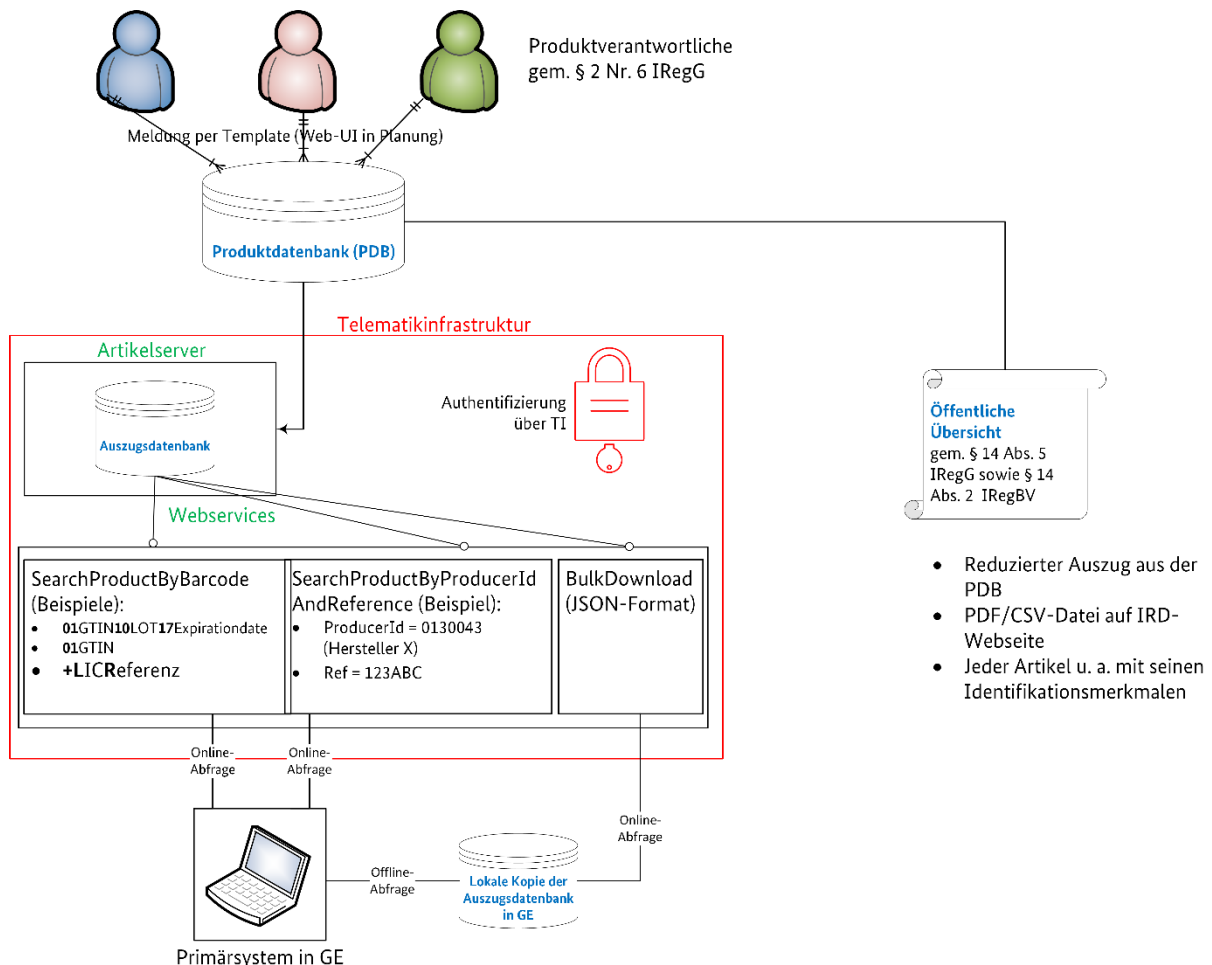 Produktverantwortliche
gem. § 2 Nr. 6 IRegG
Meldung per Template (Web-UI in Planung)
Produktdatenbank (PDB)
Telematikinfrastruktur
Artikelserver
Auszugsdatenbank
Authentifizierung
über TI
Öffentliche
Übersicht
gem. § 14 Abs. 5
IRegG sowie § 14
Abs. 2 IRegBV
Webservices
SearchProductByBarcode
(Beispiele):
• 01GTIN10LOT17Expirationdate
• 01GTIN
• +LICReferenz
SearchProductByProducerId
AndReference (Beispiel):
• ProducerId = 0130043
(Hersteller X)
• Ref = 123ABC
BulkDownload
(JSON-Format)
• Reduzierter Auszug aus der
PDB
• PDF/CSV-Datei auf IRD-
Webseite
• Jeder Artikel u. a. mit seinen
Identifikationsmerkmalen
Online-
Abfrage
Online-
Abfrage
Online-
Abfrage
Offline-
Abfrage
Lokale Kopie der
Auszugsdatenbank
in GE
Primärsystem in GE